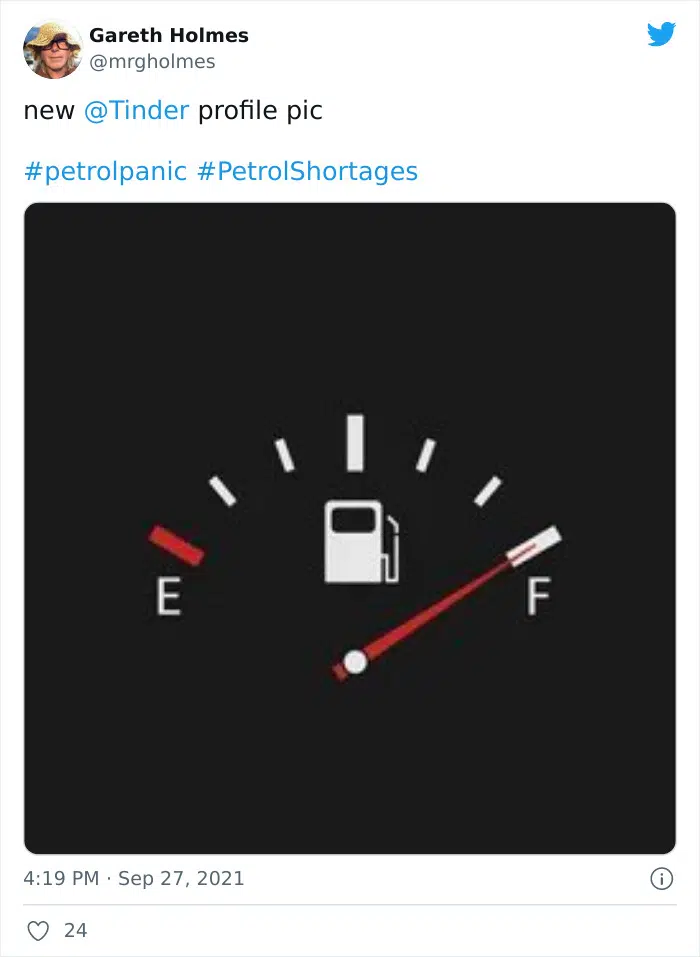 Gareth Holmes
@mrgholmes
new @Tinder profile pic
#petrolpanic #PetrolShortages
E
F
4:19 PM · Sep 27, 2021
24